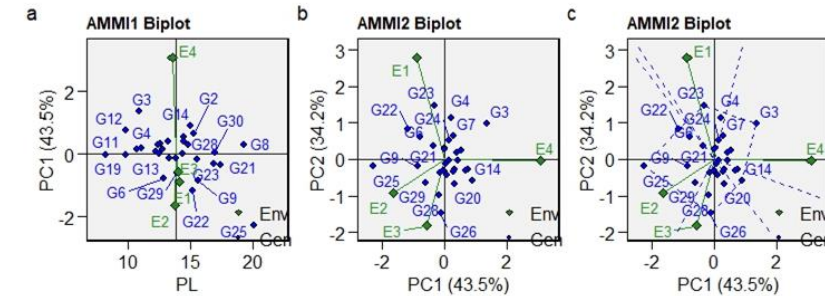 a
AMMI1 Biplot
PC1 (43.5%)
2
0
-2
E4
G3
G2
G14
G12
G30
G28
G11
G4
G8
E3
G19
G13
G21
G23
G6
G29
G9
E1
E2
G22
Env
G25
Gen
10
15
20
PL
b
AMMI2 Biplot
PC2 (34.2%)
3
2
1
0
-1
-2
E1
G23
G4
G22
G24
G3
G7
G6
E4
G9
G21
G14
G25
E2
G29
G20
G28
E3
G26
Env
Gen
-2
0
2
PC1 (43.5%)
c
AMMI2 Biplot
PC2 (34.2%)
3
2
1
0
-1
-2
E1
G23
G4
G22
G24
G3
G7
G6
E4
G9
G21
G14
G25
E2
G29
G20
G28
E3
G26
Env
Gen
-2
0
2
PC1 (43.5%)